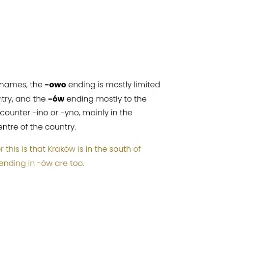 names, the -owo ending is mostly limited
try, and the -ów ending mostly to the
counter -ino or -yno, mainly in the
entre of the country.
r this is that Kraków is in the south of
ending in -ów are too.